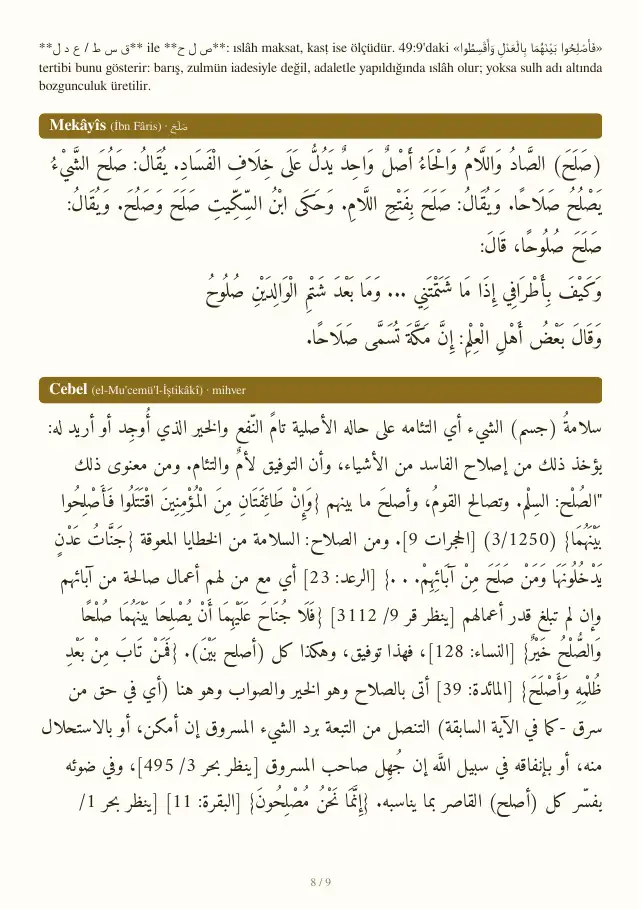 **ق س ط / ع د ل** ile **ص ل ح**: ıslâh maksat, kasṭ ise ölçüdür. 49:9'daki «فَأَصْلِحُوا بَيْنَهُمَا بِالْعَدْلِ وَأَقْسِطُوا»
tertibi bunu gösterir: barış, zulmün iadesiyle değil, adaletle yapıldığında ıslâh olur; yoksa sulh adı altında
bozgunculuk üretilir.
Mekâyîs (İbn Fâris) · صَلَحَ
(صَلَحَ) الصَّادُ وَاللَّامُ وَالْحَاءُ أَصْلٌ وَاحِدٌ يَدُلُّ عَلَى خِلَافِ الْفَسَادِ. يُقَالُ: صَلُحَ الشَّيْءُ
يَصْلُحُ صَلَاحًا. وَيُقَالُ: صَلَحَ بِفَتْحِ اللَّامِ. وَحَكَى ابْنُ السِّكِّيتِ صَلَحَ وَصَلُحَ. وَيُقَالُ:
صَلَحَ صُلُوحًا، قَالَ:
وَكَيْفَ بِأَطْرَافِي إِذَا مَا شَتَمْتَنِي ... وَمَا بَعْدَ شَتْمِ الْوَالِدَيْنِ صُلُوحُ
وَقَالَ بَعْضُ أَهْلِ الْعِلْمِ: إِنَّ مَكَّةَ تُسَمَّى صَلَاحًا.
Cebel (el-Mu'cemü'l-İştikâkî) · mihver
سلامةُ (جسم) الشيء أي التئامه على حاله الأصلية تامَّ النّفع والخير الذي أُوجِد أو أريد له:
يؤخذ ذلك من إصلاح الفاسد من الأشياء، وأن التوفيق لأمٌ والتئام. ومن معنوى ذلك
"الصُلْح: السِلْم. وتصالح القومُ، وأصلحَ ما بينهم {وَإِنْ طَائِفَتَانِ مِنَ الْمُؤْمِنِينَ اقْتَتَلُوا فَأَصْلِحُوا
بَيْنَهُمَا} (3/1250) [الحجرات 9]. ومن الصلاح: السلامة من الخطايا المعوقة {جَنَّاتُ عَدْنٍ
يَدْخُلُونَهَا وَمَنْ صَلَحَ مِنْ آبَائِهِمْ. . .} [الرعد: 23] أي مع من لهم أعمال صالحة من آبائهم
وإن لم تبلغ قدر أعمالهم [ينظر قر 9/ 3112] {فَلَا جُنَاحَ عَلَيْهِمَا أَنْ يُصْلِحَا بَيْنَهُمَا صُلْحًا
وَالصُّلْحُ خَيْرٌ} [النساء: 128]، فهذا توفيق، وهكذا كل (أصلح بَيْنَ). {فَمَنْ تَابَ مِنْ بَعْدِ
ظُلْمِهِ وَأَصْلَحَ} [المائدة: 39] أتى بالصلاح وهو الخير والصواب وهو هنا (أي في حق من
سرق -كما في الآية السابقة) التنصل من التبعة برد الشيء المسروق إن أمكن، أو بالاستحلال
منه، أو بإنفاقه في سبيل الله إن جُهِل صاحب المسروق [ينظر بحر 3/ 495]، وفي ضوئه
يفسّر كل (أصلح) القاصر بما يناسبه. {إِنَّمَا نَحْنُ مُصْلِحُونَ} [البقرة: 11] [ينظر بحر 1/
8 / 9